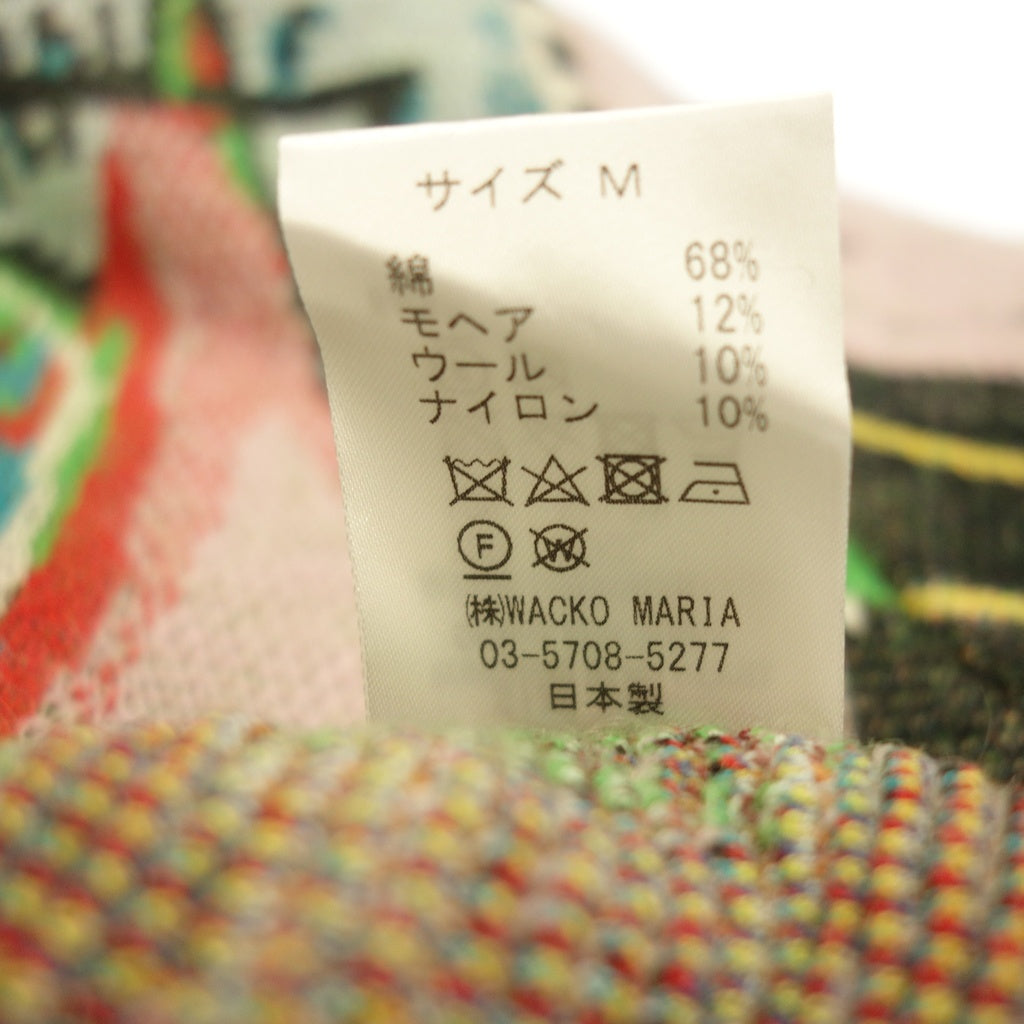 サイズ M
綿 68%
モヘア 12%
ウール 10%
ナイロン 10%
F W
㈱WACKO MARIA
03-5708-5277
日本製